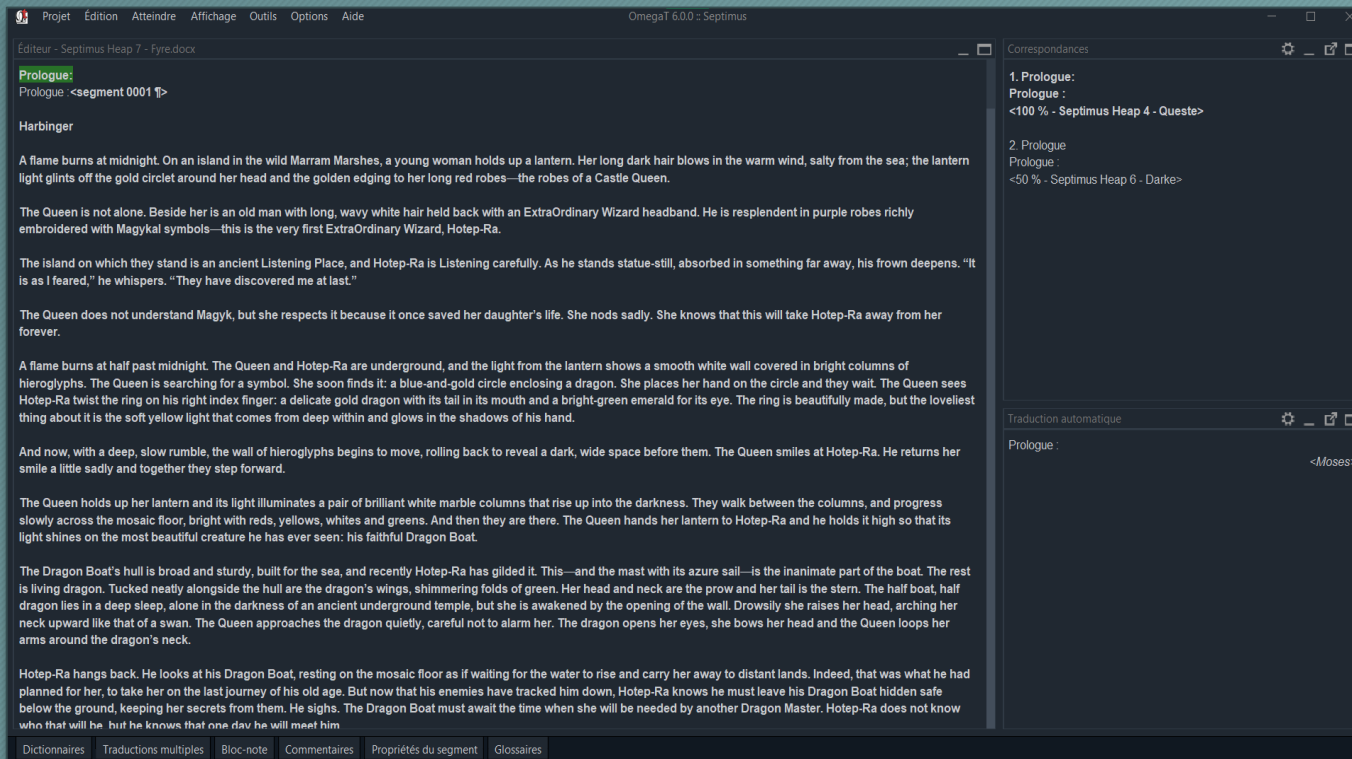 Projet Édition Atteindre Affichage Outils Options Aide
OmegaT 6.0.0 :: Septimus
Éditeur - Septimus Heap 7 - Fyre.docx
Prologue:
Prologue :<segment 0001 ¶>
Harbinger
A flame burns at midnight. On an island in the wild Marram Marshes, a young woman holds up a lantern. Her long dark hair blows in the warm wind, salty from the sea; the lantern
light glints off the gold circlet around her head and the golden edging to her long red robes—the robes of a Castle Queen.
The Queen is not alone. Beside her is an old man with long, wavy white hair held back with an ExtraOrdinary Wizard headband. He is resplendent in purple robes richly
embroidered with Magykal symbols—this is the very first ExtraOrdinary Wizard, Hotep-Ra.
The island on which they stand is an ancient Listening Place, and Hotep-Ra is Listening carefully. As he stands statue-still, absorbed in something far away, his frown deepens. “It
is as I feared,” he whispers. “They have discovered me at last.”
The Queen does not understand Magyk, but she respects it because it once saved her daughter’s life. She nods sadly. She knows that this will take Hotep-Ra away from her
forever.
A flame burns at half past midnight. The Queen and Hotep-Ra are underground, and the light from the lantern shows a smooth white wall covered in bright columns of
hieroglyphs. The Queen is searching for a symbol. She soon finds it: a blue-and-gold circle enclosing a dragon. She places her hand on the circle and they wait. The Queen sees
Hotep-Ra twist the ring on his right index finger: a delicate gold dragon with its tail in its mouth and a bright-green emerald for its eye. The ring is beautifully made, but the loveliest
thing about it is the soft yellow light that comes from deep within and glows in the shadows of his hand.
And now, with a deep, slow rumble, the wall of hieroglyphs begins to move, rolling back to reveal a dark, wide space before them. The Queen smiles at Hotep-Ra. He returns her
smile a little sadly and together they step forward.
The Queen holds up her lantern and its light illuminates a pair of brilliant white marble columns that rise up into the darkness. They walk between the columns, and progress
slowly across the mosaic floor, bright with reds, yellows, whites and greens. And then they are there. The Queen hands her lantern to Hotep-Ra and he holds it high so that its
light shines on the most beautiful creature he has ever seen: his faithful Dragon Boat.
The Dragon Boat’s hull is broad and sturdy, built for the sea, and recently Hotep-Ra has gilded it. This—and the mast with its azure sail—is the inanimate part of the boat. The rest
is living dragon. Tucked neatly alongside the hull are the dragon’s wings, shimmering folds of green. Her head and neck are the prow and her tail is the stern. The half boat, half
dragon lies in a deep sleep, alone in the darkness of an ancient underground temple, but she is awakened by the opening of the wall. Drowsily she raises her head, arching her
neck upward like that of a swan. The Queen approaches the dragon quietly, careful not to alarm her. The dragon opens her eyes, she bows her head and the Queen loops her
arms around the dragon’s neck.
Hotep-Ra hangs back. He looks at his Dragon Boat, resting on the mosaic floor as if waiting for the water to rise and carry her away to distant lands. Indeed, that was what he had
planned for her, to take her on the last journey of his old age. But now that his enemies have tracked him down, Hotep-Ra knows he must leave his Dragon Boat hidden safe
below the ground, keeping her secrets from them. He sighs. The Dragon Boat must await the time when she will be needed by another Dragon Master. Hotep-Ra does not know
who that will be, but he knows that one day he will meet him
Correspondances
1. Prologue:
Prologue :
<100 % - Septimus Heap 4 - Queste>
2. Prologue
Prologue :
<50 % - Septimus Heap 6 - Darke>
Traduction automatique
Prologue :
<Moses>
Dictionnaires Traductions multiples Bloc-note Commentaires Propriétés du segment Glossaires